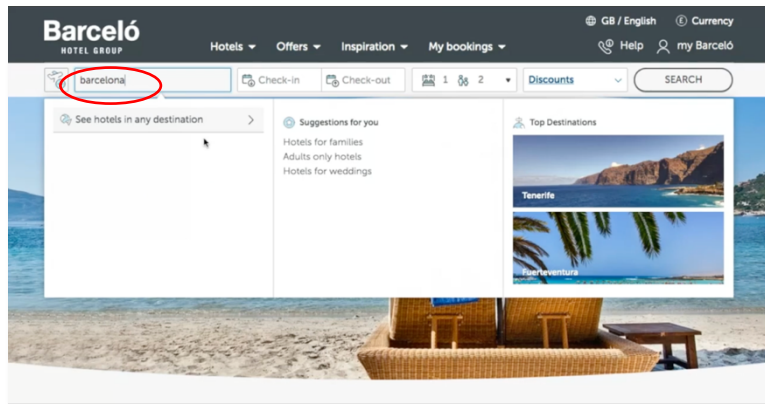 Barceló
HOTEL GROUP
GB / English
Currency
Hotels
Offers
Inspiration
My bookings
Help
my Barceló
barcelona
Check-in
Check-out
1
2
Discounts
SEARCH
See hotels in any destination
Suggestions for you
Hotels for families
Adults only hotels
Hotels for weddings
Top Destinations
Tenerife
Fuerteventura